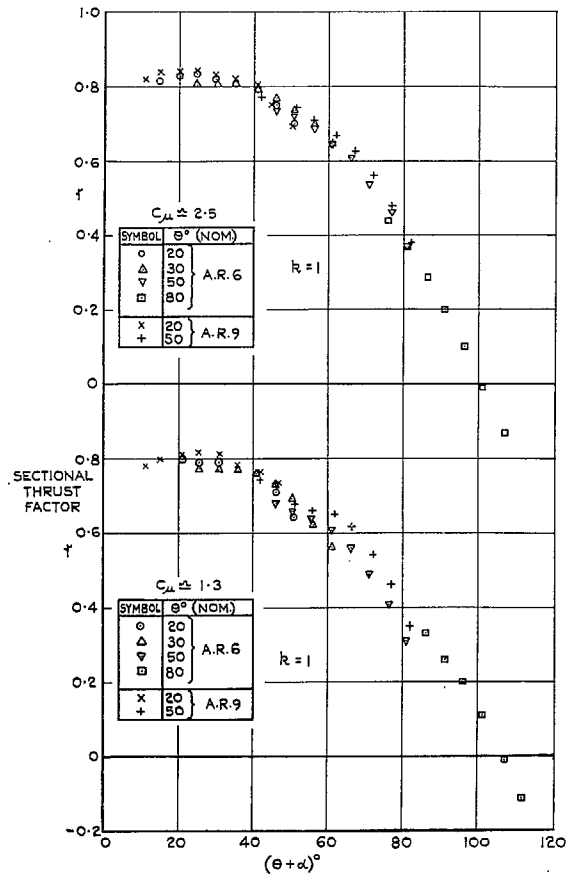 1·0
0·8
0·6
r
Cμ ≏ 2·5
SYMBOL θ° (NOM.)
20
30
50
80
A.R.6
20
50
A.R.9
k = 1
0·4
0·2
0
0·8
SECTIONAL
THRUST
FACTOR
0·6
r
Cμ ≏ 1·3
SYMBOL θ° (NOM.)
20
30
50
80
A.R.6
20
50
A.R.9
k = 1
0·4
0·2
0
-0·2
0 20 40 60 80 100 120
(θ+α)°